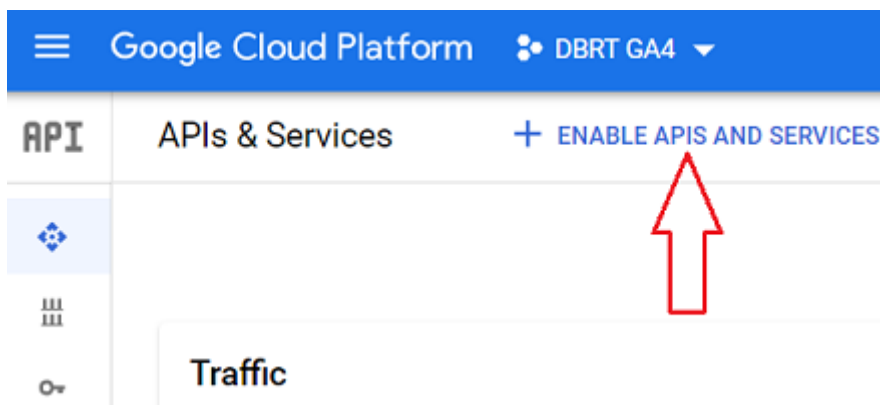 Google Cloud Platform DBRT GA4
API APIs & Services + ENABLE APIS AND SERVICES
Traffic